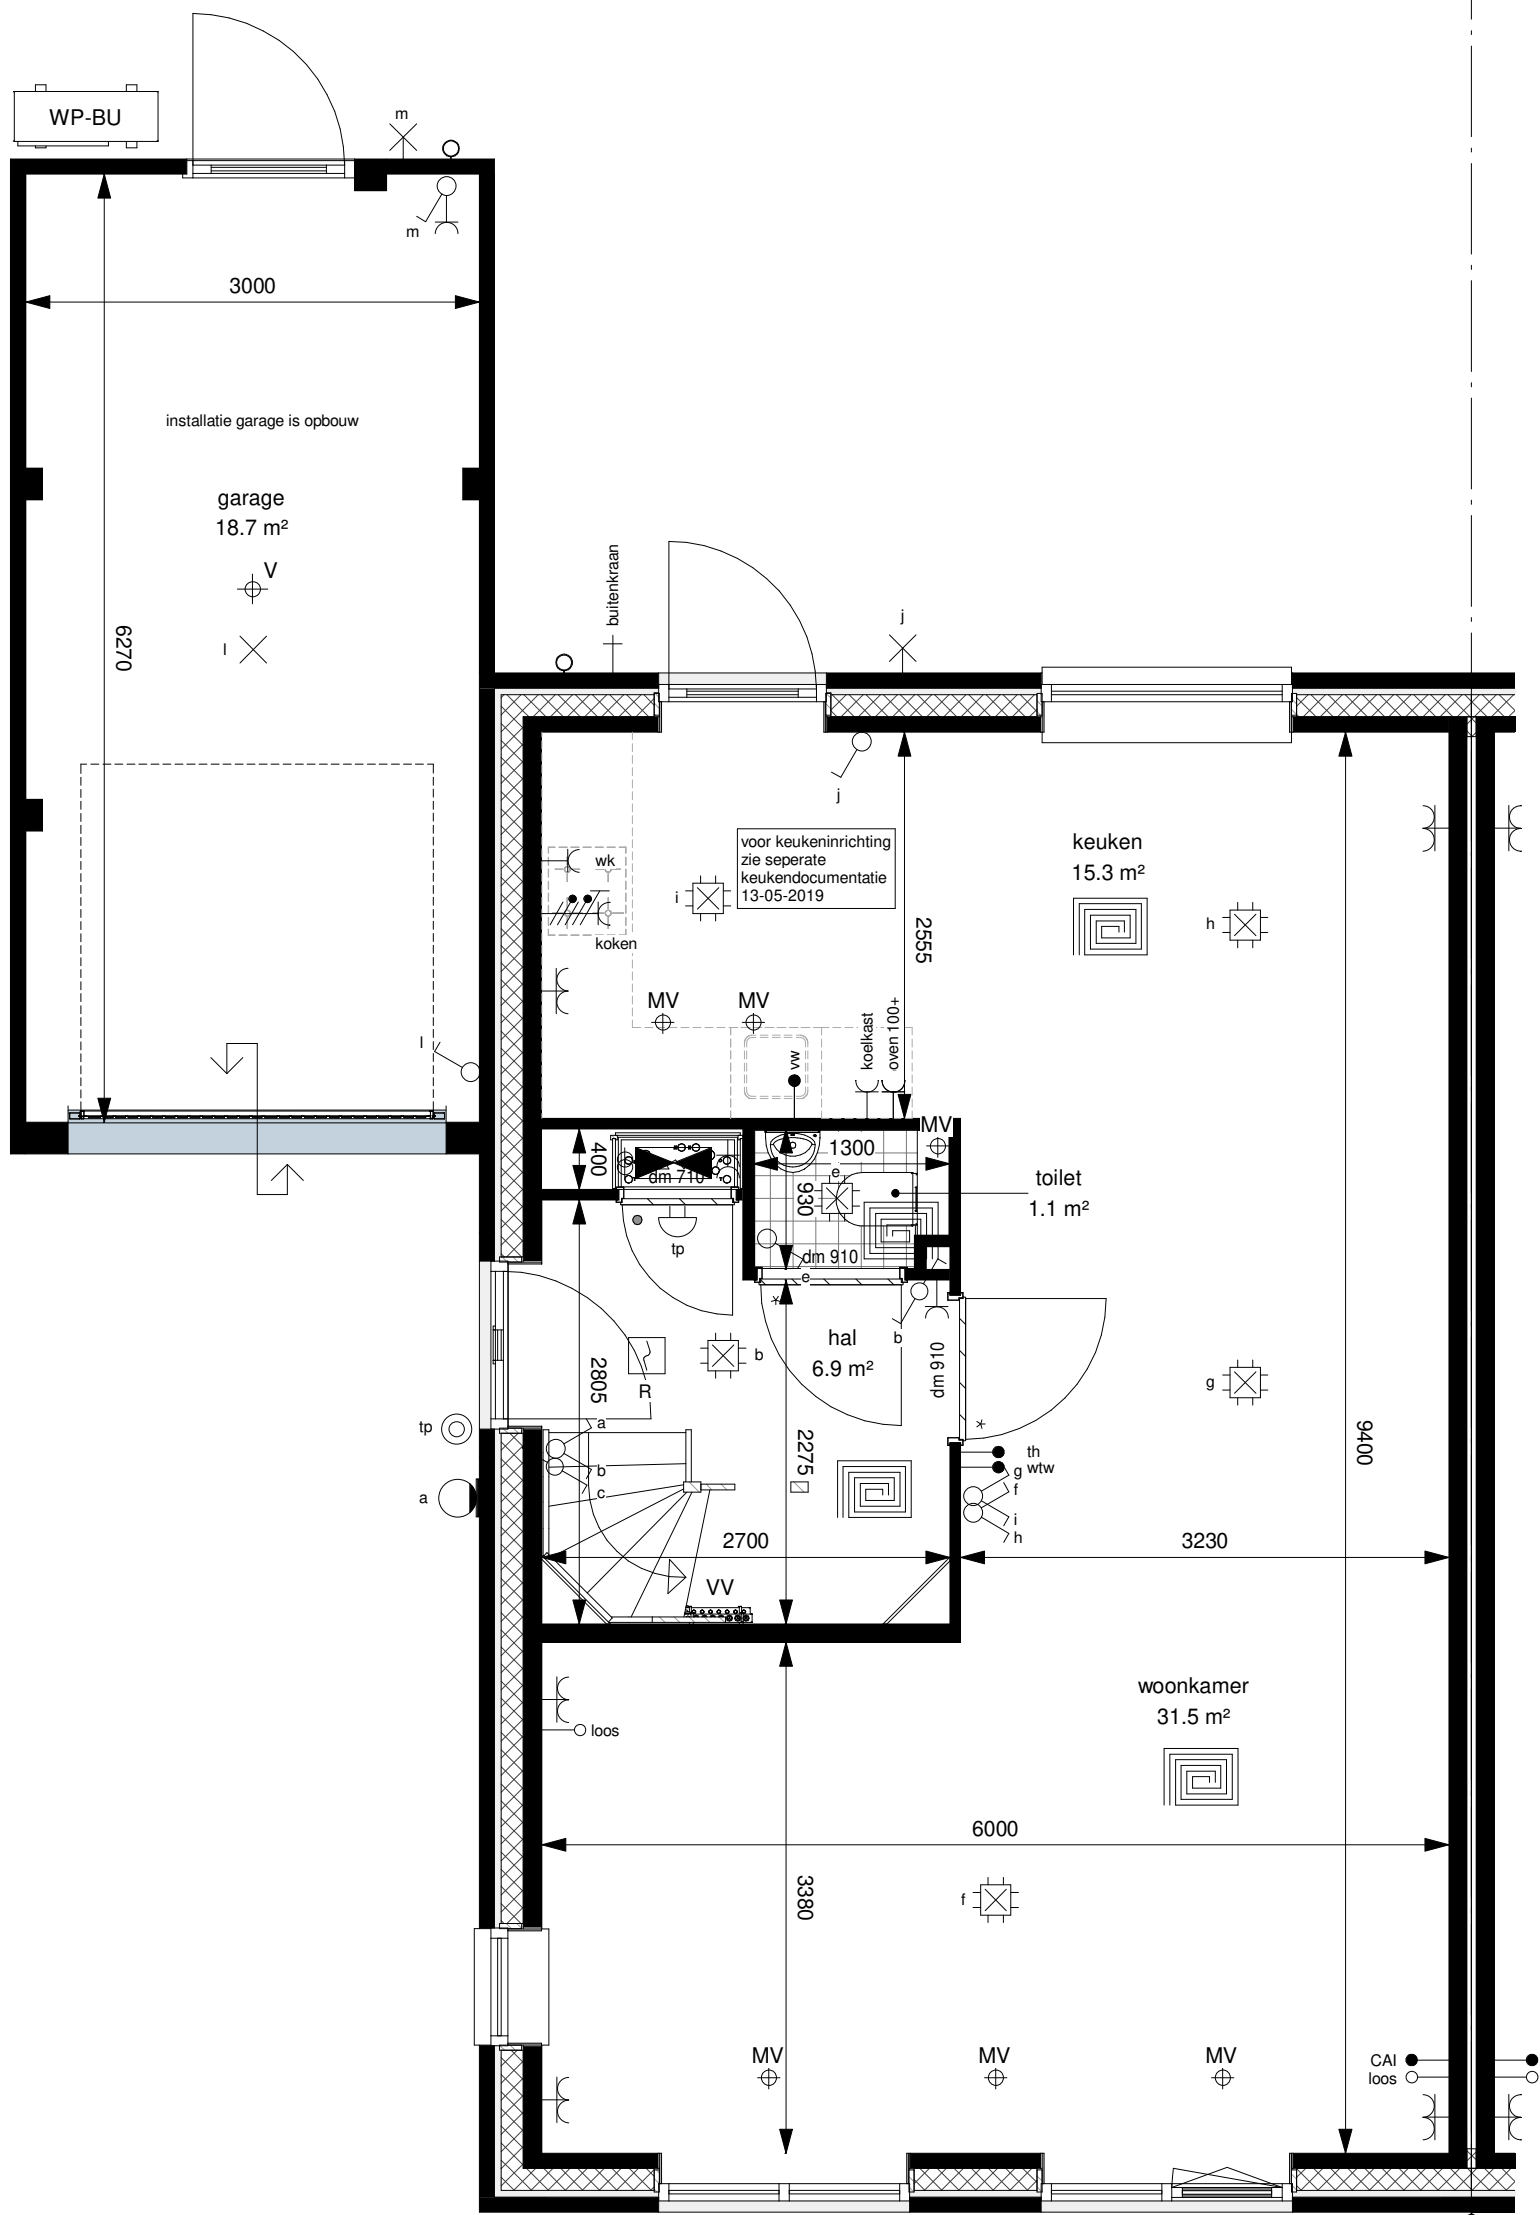 WP-BU
m
m
3000
installatie garage is opbouw
garage
18.7 m²
V
l
6270
buitenkraan
j
j
voor keukeninrichting
zie seperate
keukendocumentatie
13-05-2019
keuken
15.3 m²
wk
i
h
koken
2555
MV
MV
koelkast
oven 100+
vw
l
MV
400
dm 710
1300
e
930
toilet
1.1 m²
tp
dm 910
e
*
hal
6.9 m²
b
b
dm 910
R
2805
g
*
tp
a
2275
9400
th
wtw
b
g
f
c
a
i
h
2700
3230
VV
woonkamer
31.5 m²
loos
6000
f
3380
MV
MV
MV
CAI
loos